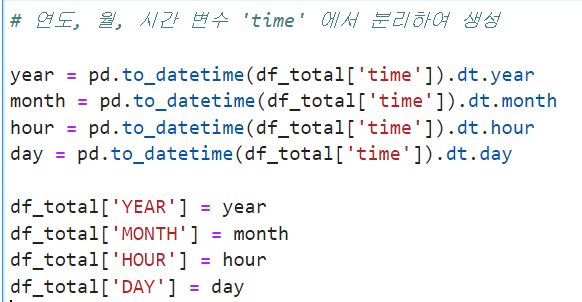 # 연도, 월, 시간 변수 'time' 에서 분리하여 생성
year = pd.to_datetime(df_total['time']).dt.year
month = pd.to_datetime(df_total['time']).dt.month
hour = pd.to_datetime(df_total['time']).dt.hour
day = pd.to_datetime(df_total['time']).dt.day
df_total['YEAR'] = year
df_total['MONTH'] = month
df_total['HOUR'] = hour
df_total['DAY'] = day